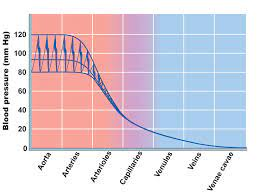 Blood pressure (mm Hg)
120
100
80
60
40
20
0
Aorta
Arteries
Arterioles
Capillaries
Venules
Veins
Venae cavae